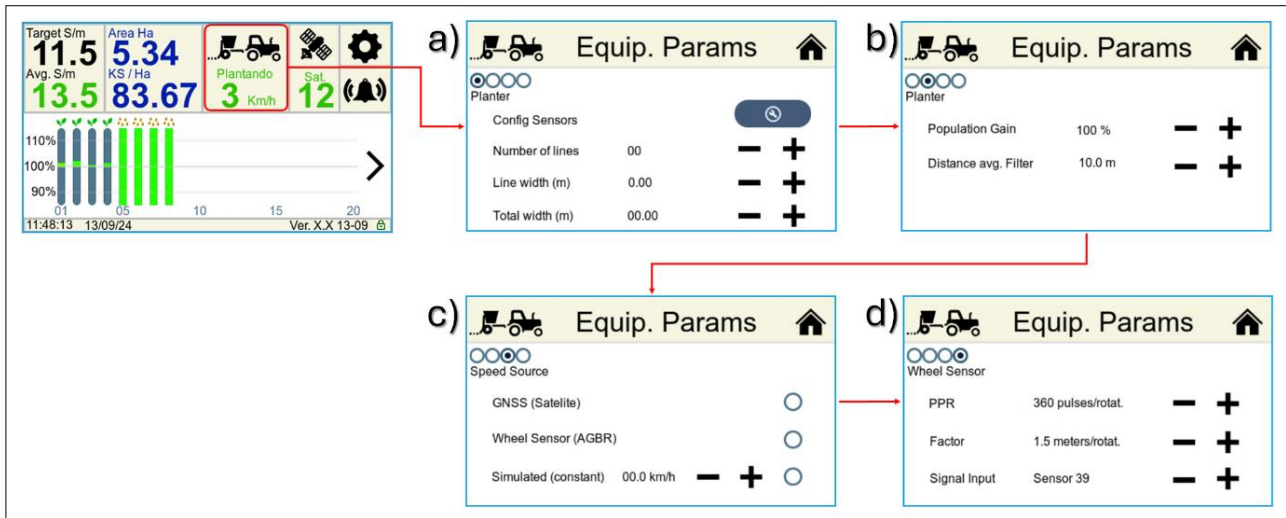 Target S/m
11.5
Avg. S/m
13.5
Area Ha
5.34
KS / Ha
83.67
Plantando
3 Km/h
Sat.
12
110%
100%
90%
01 05 10 15 20
11:48:13 13/09/24 Ver. X.X 13-09
a) Equip. Params
Planter
Config Sensors
Number of lines 00
Line width (m) 0.00
Total width (m) 00.00
b) Equip. Params
Planter
Population Gain 100 %
Distance avg. Filter 10.0 m
c) Equip. Params
Speed Source
GNSS (Satelite)
Wheel Sensor (AGBR)
Simulated (constant) 00.0 km/h
d) Equip. Params
Wheel Sensor
PPR 360 pulses/rotat.
Factor 1.5 meters/rotat.
Signal Input Sensor 39